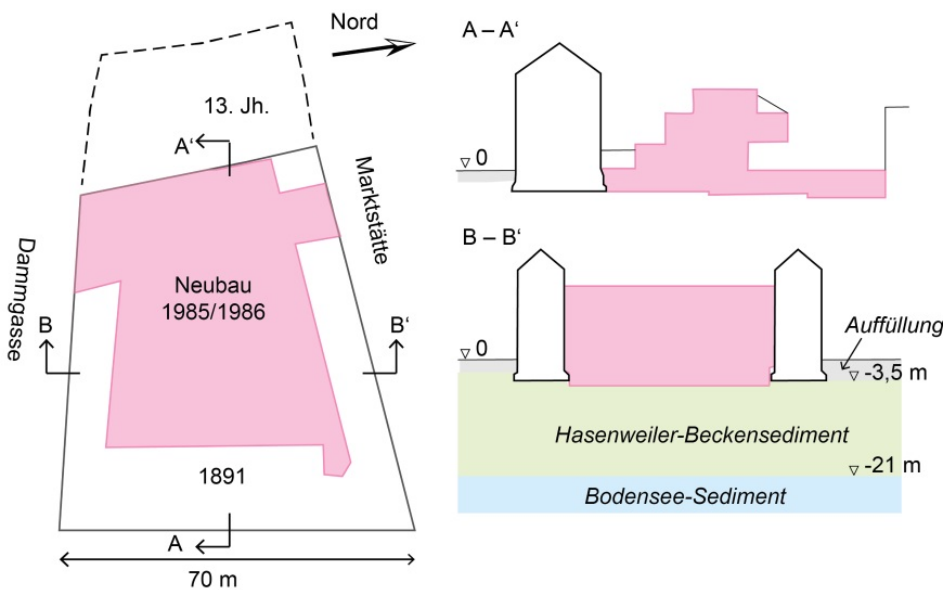 Nord
13. Jh.
A‘
Marktstätte
Dammgasse
Neubau
1985/1986
B
B‘
1891
A
70 m
A – A‘
0
B – B‘
0
Auffüllung
-3,5 m
Hasenweiler-Beckensediment
-21 m
Bodensee-Sediment